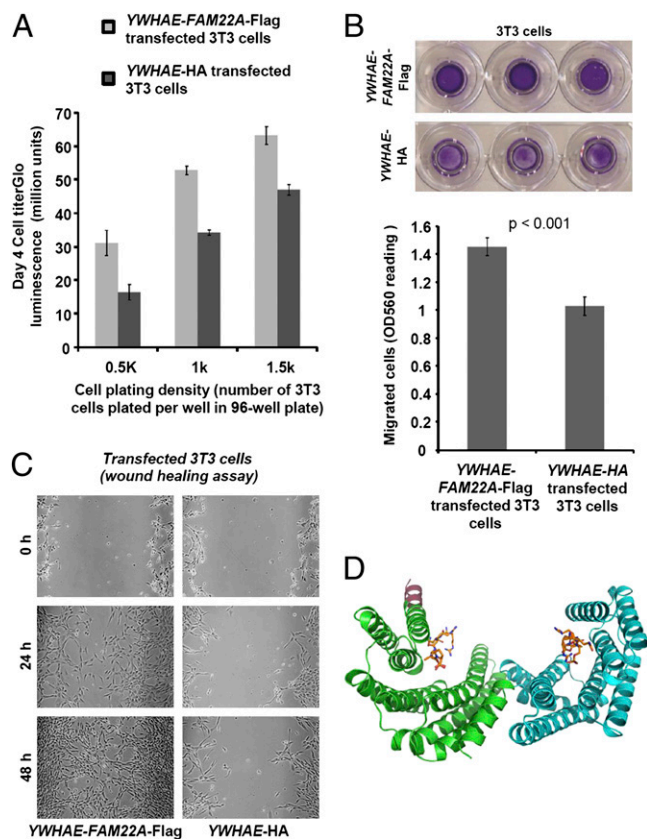 A
YWHAE-FAM22A-Flag
transfected 3T3 cells
YWHAE-HA transfected
3T3 cells
Day 4 Cell titerGlo
luminescence (million units)
70
60
50
40
30
20
10
0
0.5K 1k 1.5k
Cell plating density (number of 3T3
cells plated per well in 96-well plate)
B
3T3 cells
YWHAE-
FAM22A-
Flag
YWHAE-
HA
p < 0.001
Migrated cells (OD560 reading )
1.6
1.4
1.2
1
0.8
0.6
0.4
0.2
0
YWHAE-
FAM22A-Flag
transfected 3T3
cells
YWHAE-HA
transfected
3T3 cells
C
Transfected 3T3 cells
(wound healing assay)
0 h
24 h
48 h
YWHAE-FAM22A-Flag YWHAE-HA
D